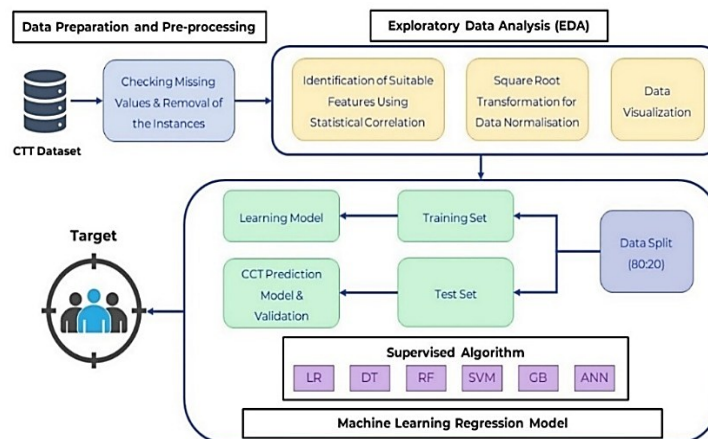 Data Preparation and Pre-processing
Exploratory Data Analysis (EDA)
CTT Dataset
Checking Missing
Values & Removal of
the Instances
Identification of Suitable
Features Using
Statistical Correlation
Square Root
Transformation for
Data Normalisation
Data
Visualization
Learning Model
Training Set
Data Split
(80:20)
CCT Prediction
Model &
Validation
Test Set
Target
Supervised Algorithm
LR DT RF SVM GB ANN
Machine Learning Regression Model